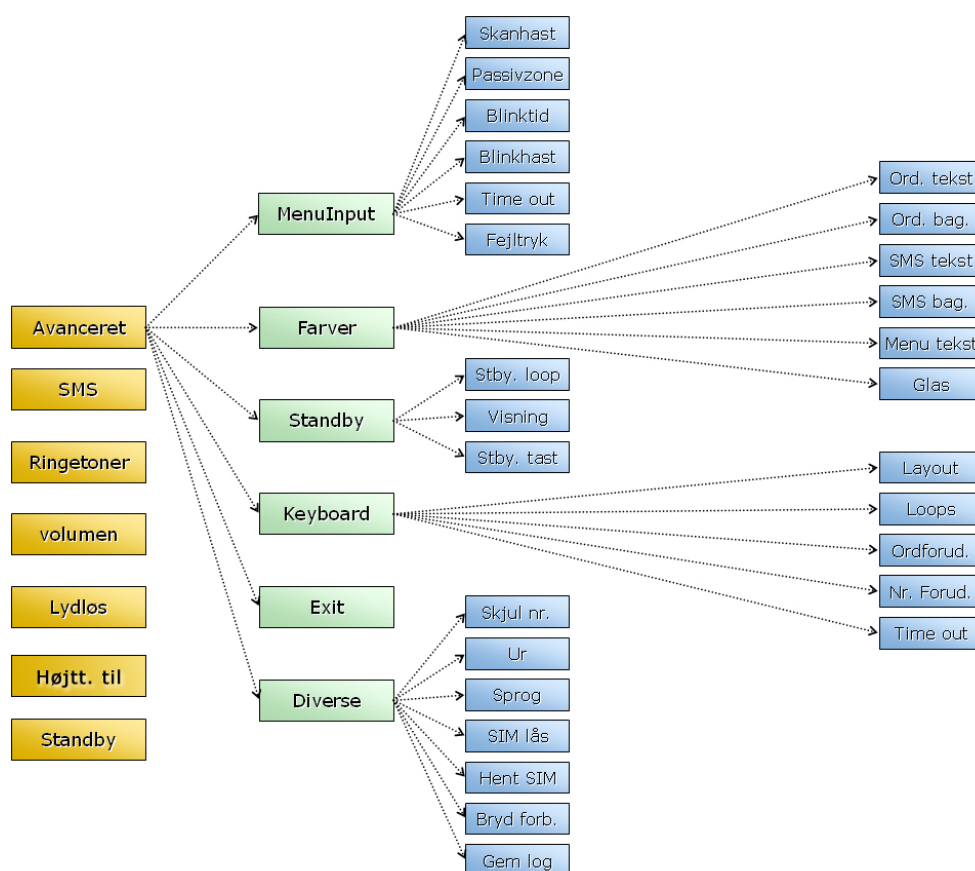 Avanceret
SMS
Ringetoner
volumen
Lydløs
Højtt. til
Standby
MenuInput
Farver
Standby
Keyboard
Exit
Diverse
Skanhast
Passivzone
Blinktid
Blinkhast
Time out
Fejltryk
Stby. loop
Visning
Stby. tast
Skjul nr.
Ur
Sprog
SIM lås
Hent SIM
Bryd forb.
Gem log
Ord. tekst
Ord. bag.
SMS tekst
SMS bag.
Menu tekst
Glas
Layout
Loops
Ordforud.
Nr. Forud.
Time out